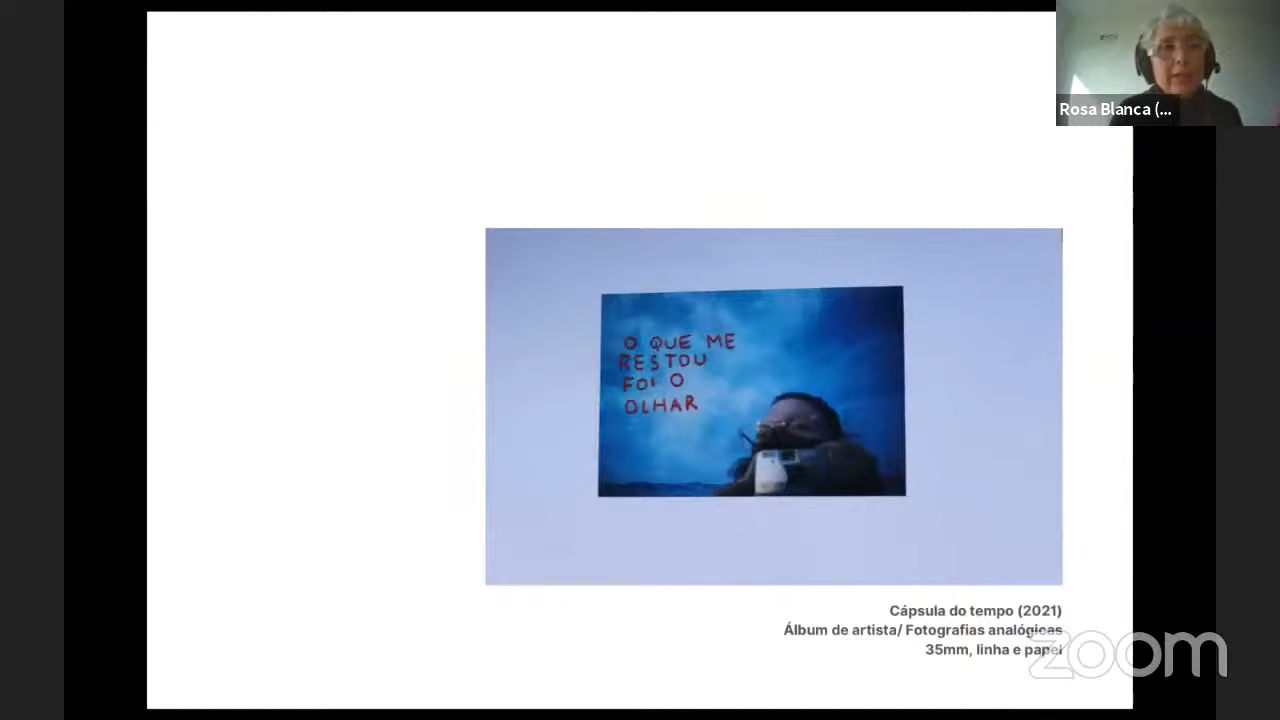 Rosa Blanca (...
O QUE ME
RESTOU
FOI O
OLHAR
Cápsula do tempo (2021)
Álbum de artista/ Fotografias analógicas
35mm, linha e papel
zoom